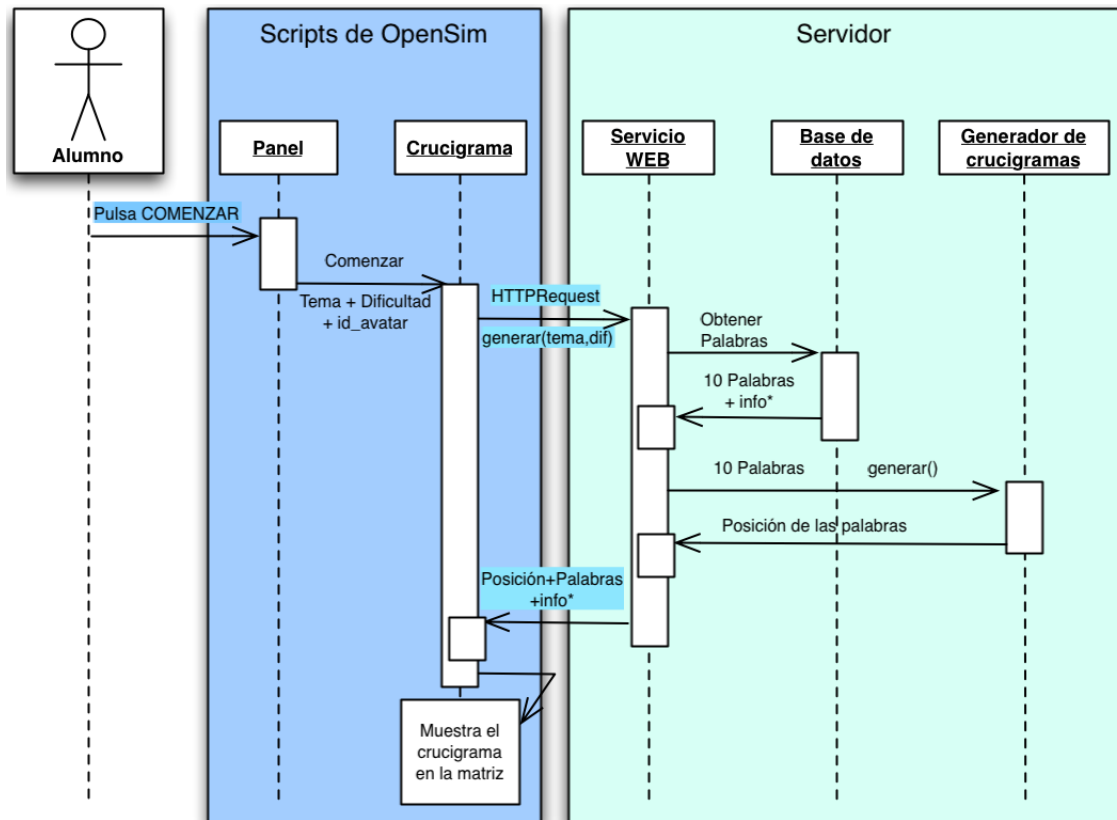 Scripts de OpenSim
Servidor
Alumno
Panel
Crucigrama
Servicio
WEB
Base de
datos
Generador de
crucigramas
Pulsa COMENZAR
Comenzar
Tema + Dificultad
+ id_avatar
HTTPRequest
generar(tema,dif)
Obtener
Palabras
10 Palabras
+ info*
10 Palabras
generar()
Posición de las palabras
Posición+Palabras
+info*
Muestra el
crucigrama
en la matriz